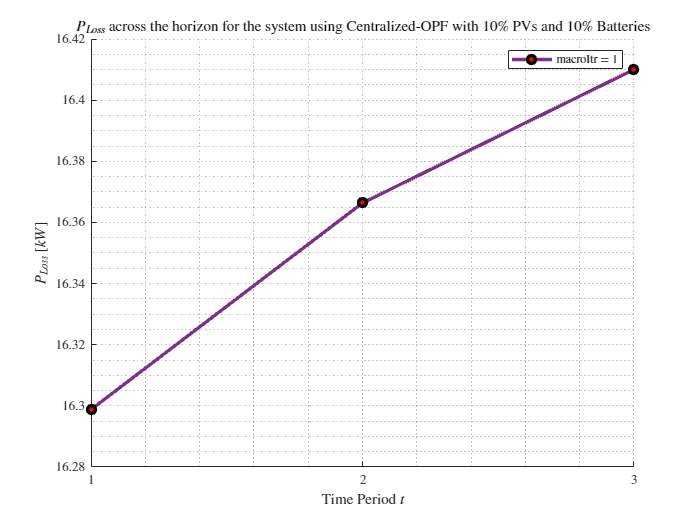 P_Loss across the horizon for the system using Centralized-OPF with 10% PVs and 10% Batteries
16.42
macroItr = 1
16.4
16.38
16.36
P_Loss [kW]
16.34
16.32
16.3
16.28
1 2 3
Time Period t